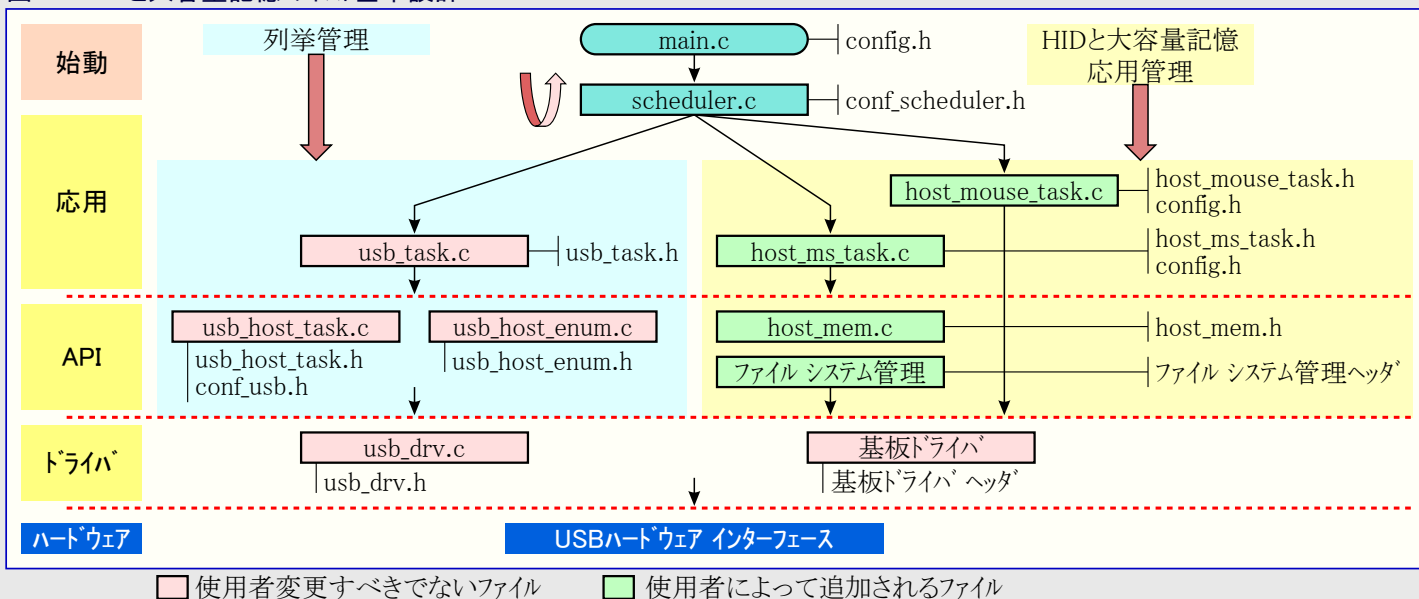 列挙管理
main.c
config.h
HIDと大容量記憶
応用管理
始動
scheduler.c
conf_scheduler.h
応用
host_mouse_task.c
host_mouse_task.h
config.h
usb_task.c
usb_task.h
host_ms_task.c
host_ms_task.h
config.h
API
usb_host_task.c
usb_host_task.h
conf_usb.h
usb_host_enum.c
usb_host_enum.h
host_mem.c
host_mem.h
ファイル システム管理
ファイル システム管理ヘッダ
ドライバ
usb_drv.c
usb_drv.h
基板ドライバ
基板ドライバ ヘッダ
ハードウェア
USBハードウェア インターフェース
使用者変更すべきでないファイル
使用者によって追加されるファイル